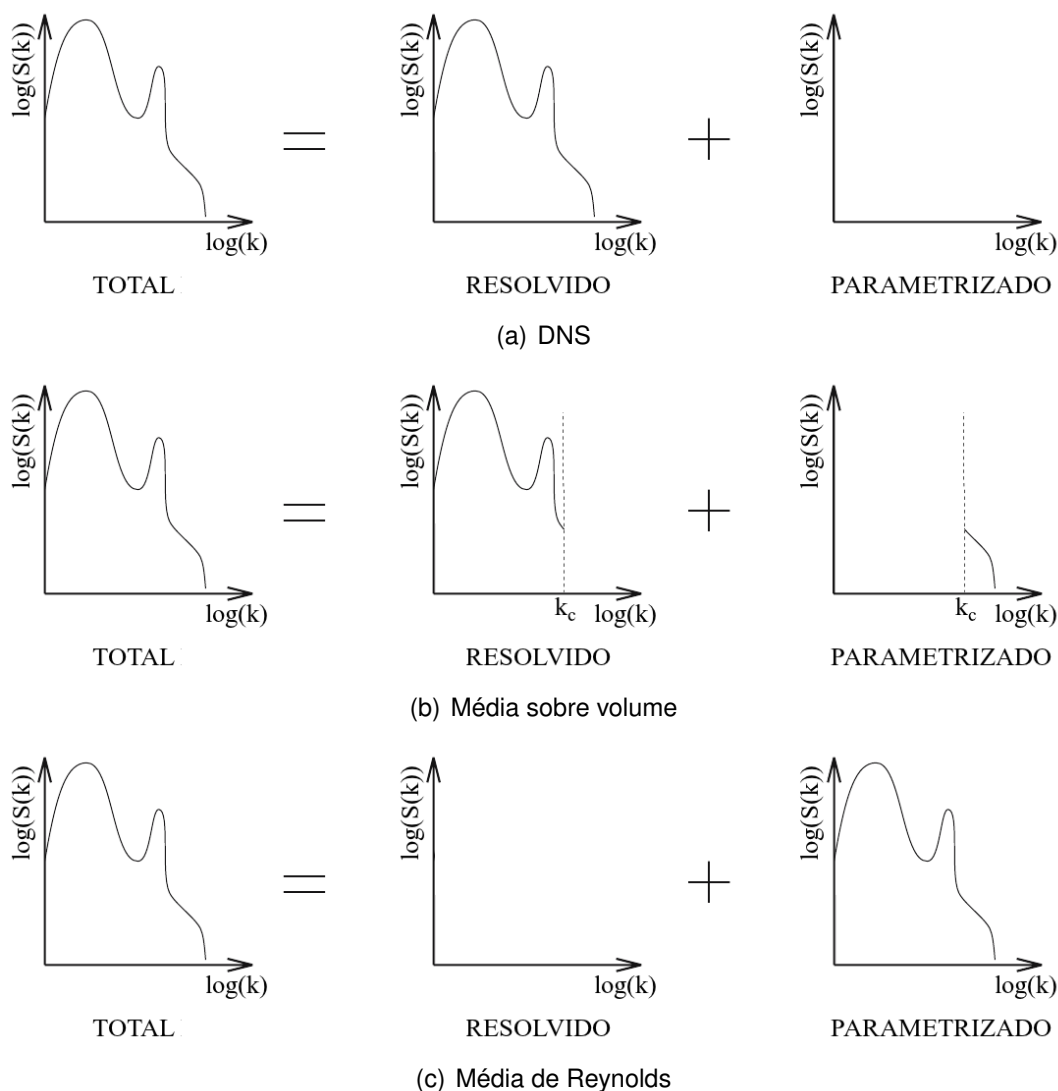 log(S(k)) log(S(k)) log(S(k))
= +
log(k) log(k) log(k)
TOTAL RESOLVIDO PARAMETRIZADO
(a) DNS
log(S(k)) log(S(k)) log(S(k))
= +
log(k) k_c log(k) k_c log(k)
TOTAL RESOLVIDO PARAMETRIZADO
(b) Média sobre volume
log(S(k)) log(S(k)) log(S(k))
= +
log(k) log(k) log(k)
TOTAL RESOLVIDO PARAMETRIZADO
(c) Média de Reynolds